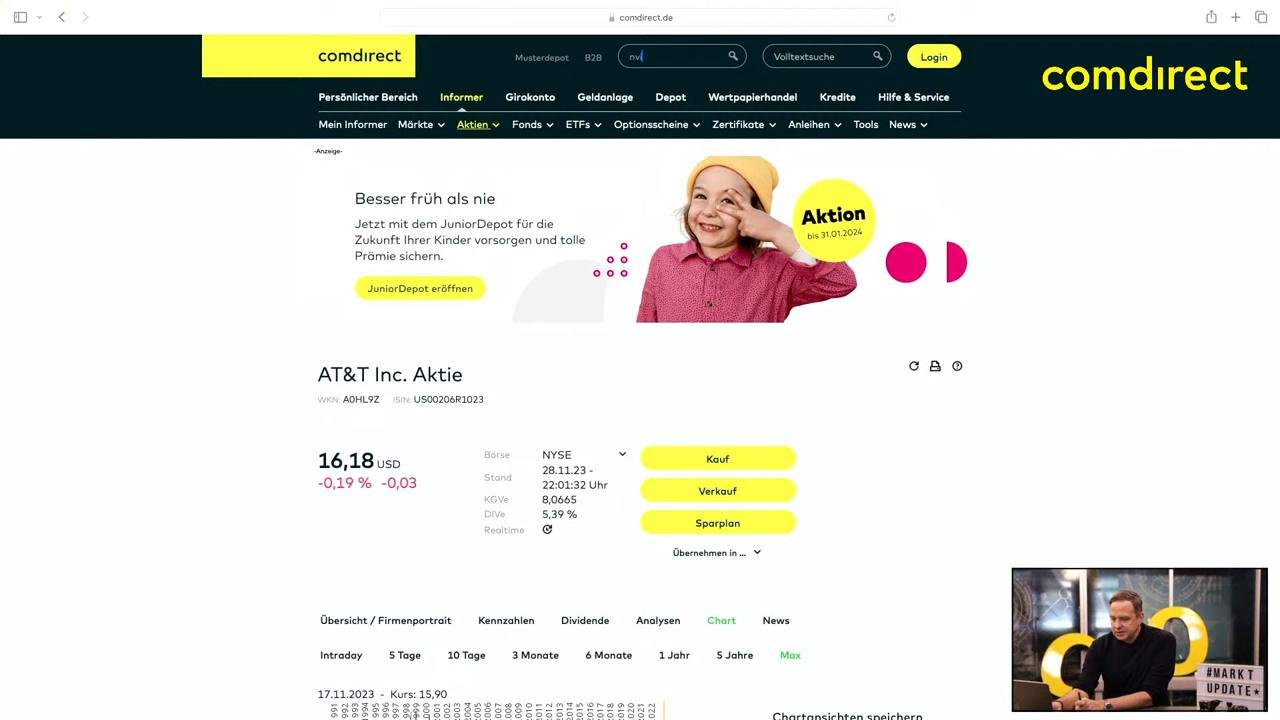 comdirect.de
comdirect
Musterdepot B2B nvi Volltextsuche Login
comdirect
Persönlicher Bereich Informer Girokonto Geldanlage Depot Wertpapierhandel Kredite Hilfe & Service
Mein Informer Märkte Aktien Fonds ETFs Optionsscheine Zertifikate Anleihen Tools News
-Anzeige-
Besser früh als nie
Jetzt mit dem JuniorDepot für die
Zukunft Ihrer Kinder vorsorgen und tolle
Prämie sichern.
JuniorDepot eröffnen
Aktion
bis 31.01.2024
AT&T Inc. Aktie
WKN: A0HL9Z ISIN: US00206R1023
16,18 USD
-0,19 % -0,03
Börse NYSE
Stand 28.11.23 -
22:01:32 Uhr
KGVe 8,0665
DIVe 5,39 %
Realtime
Kauf
Verkauf
Sparplan
Übernehmen in ...
Übersicht / Firmenportrait Kennzahlen Dividende Analysen Chart News
Intraday 5 Tage 10 Tage 3 Monate 6 Monate 1 Jahr 5 Jahre Max
17.11.2023 - Kurs: 15,90
Chartansichten speichern
#MARKT
UPDATE